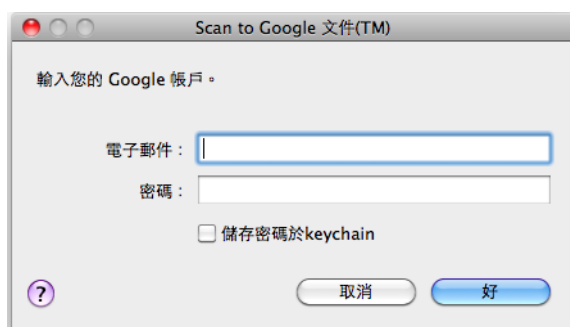 Scan to Google 文件(TM)
輸入您的 Google 帳戶。
電子郵件：
密碼：
儲存密碼於keychain
?
取消
好